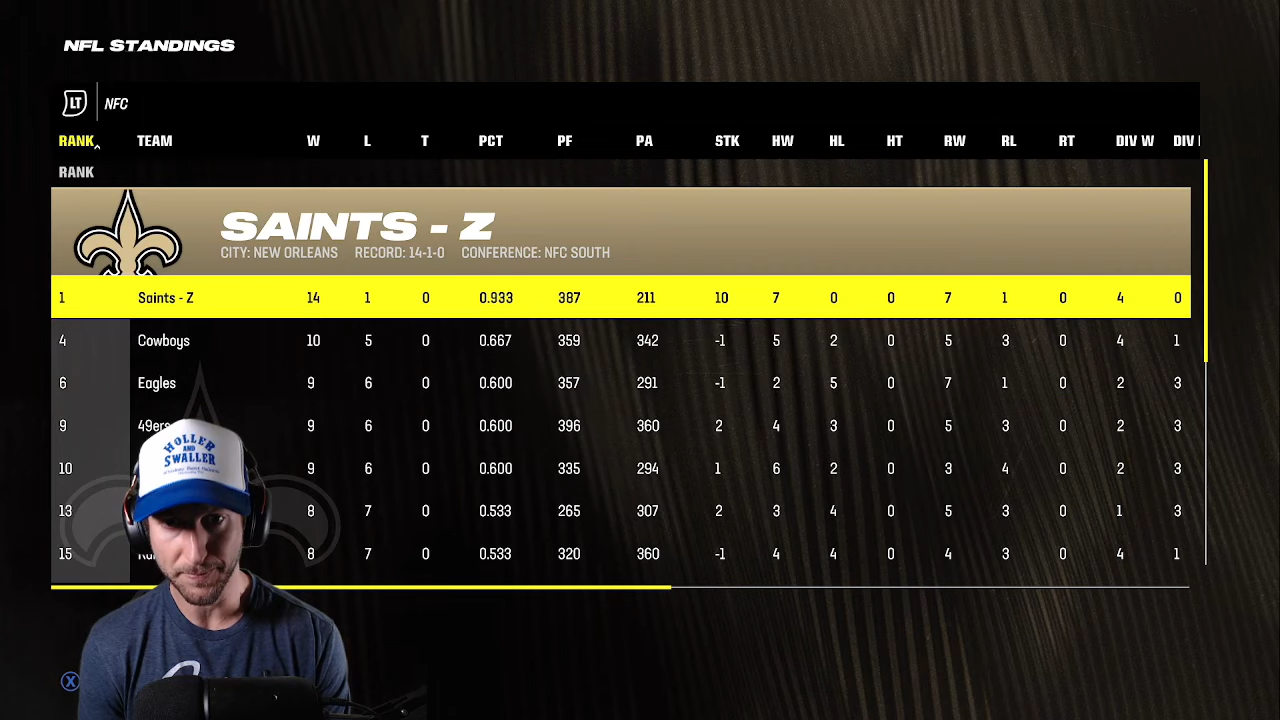 NFL STANDINGS
LT NFC
RANK TEAM W L T PCT PF PA STK HW HL HT RW RL RT DIV W DIV
RANK
SAINTS - Z
CITY: NEW ORLEANS RECORD: 14-1-0 CONFERENCE: NFC SOUTH
1 Saints - Z 14 1 0 0.933 387 211 10 7 0 0 7 1 0 4 0
4 Cowboys 10 5 0 0.667 359 342 -1 5 2 0 5 3 0 4 1
6 Eagles 9 6 0 0.600 357 291 -1 2 5 0 7 1 0 2 3
9 49ers 9 6 0 0.600 396 360 2 4 3 0 5 3 0 2 3
10 9 6 0 0.600 335 294 1 6 2 0 3 4 0 2 3
13 8 7 0 0.533 265 307 2 3 4 0 5 3 0 1 3
15 8 7 0 0.533 320 360 -1 4 4 0 4 3 0 4 1
HOLLER
AND
SWALLER
X